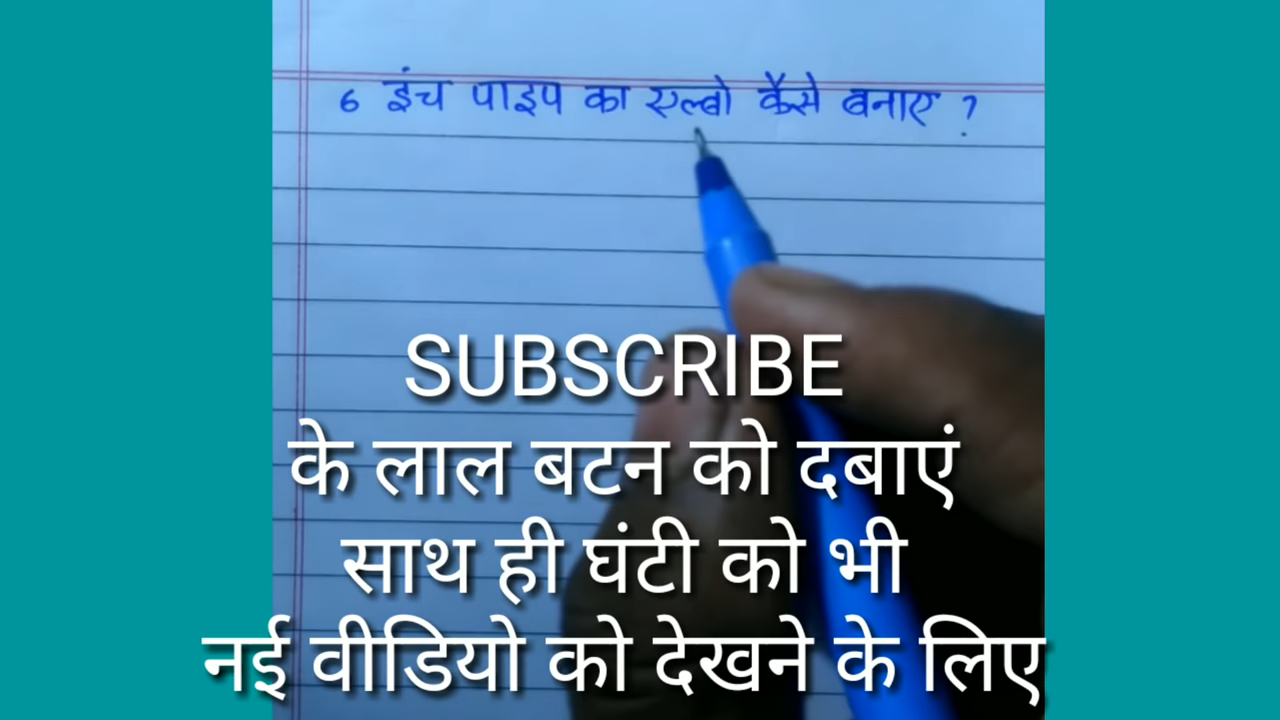 6 इंच पाइप का एल्बो कैसे बनाए ?
SUBSCRIBE
के लाल बटन को दबाएं
साथ ही घंटी को भी
नई वीडियो को देखने के लिए